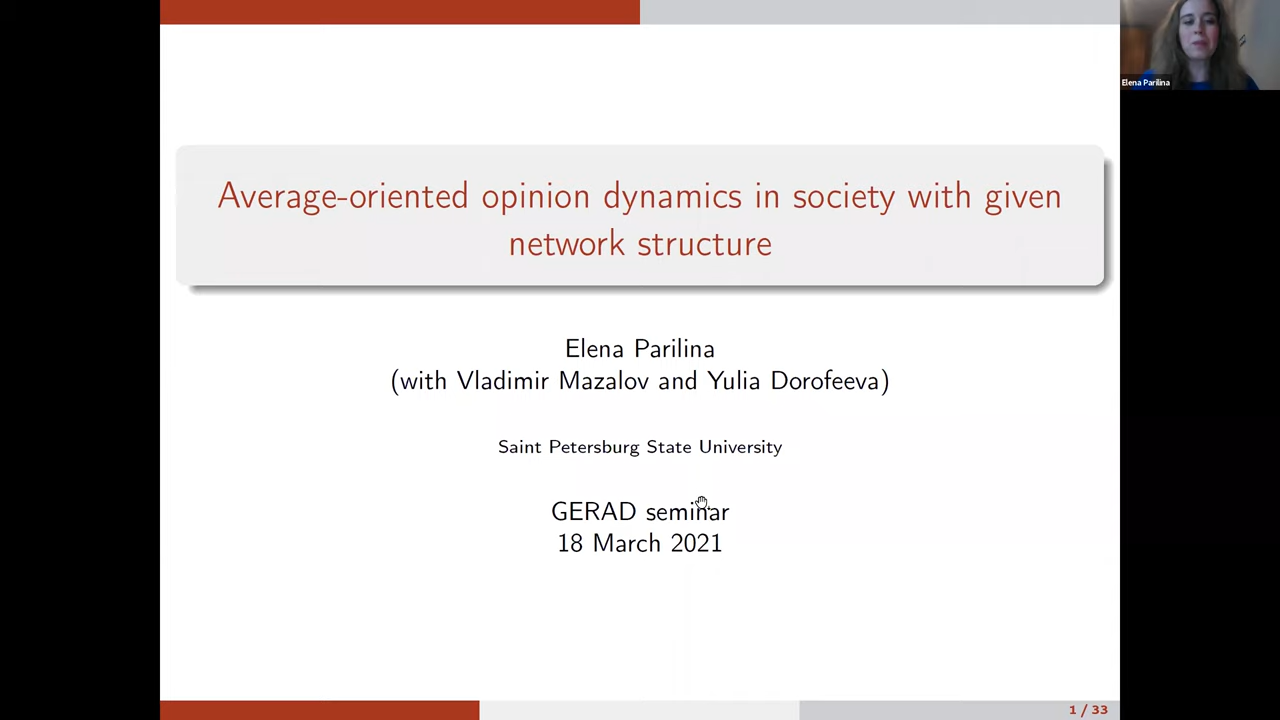 Elena Parilina
Average-oriented opinion dynamics in society with given
network structure
Elena Parilina
(with Vladimir Mazalov and Yulia Dorofeeva)
Saint Petersburg State University
GERAD seminar
18 March 2021
1 / 33